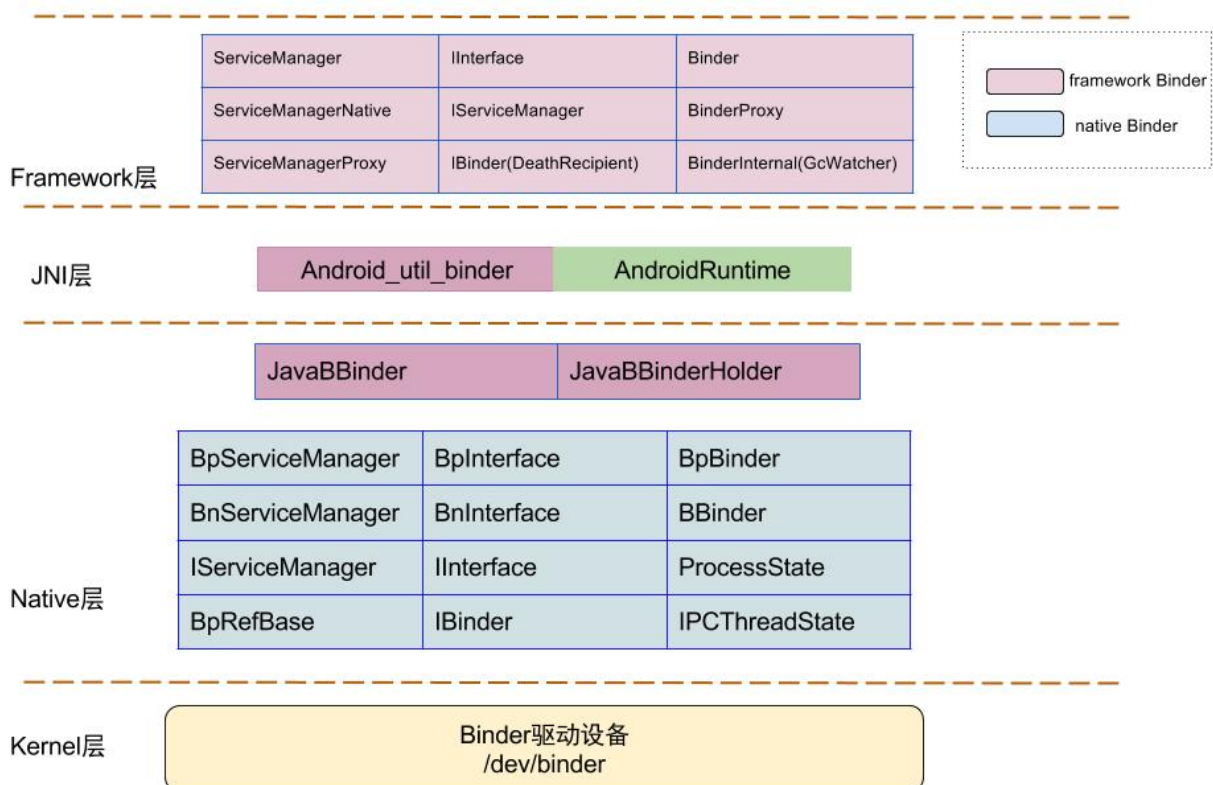 ServiceManager IInterface Binder
ServiceManagerNative IServiceManager BinderProxy
ServiceManagerProxy IBinder(DeathRecipient) BinderInternal(GcWatcher)
Framework层
framework Binder
native Binder
JNI层
Android_util_binder AndroidRuntime
JavaBBinder JavaBBinderHolder
BpServiceManager BpInterface BpBinder
BnServiceManager BnInterface BBinder
IServiceManager IInterface ProcessState
BpRefBase IBinder IPCThreadState
Native层
Kernel层
Binder驱动设备
/dev/binder